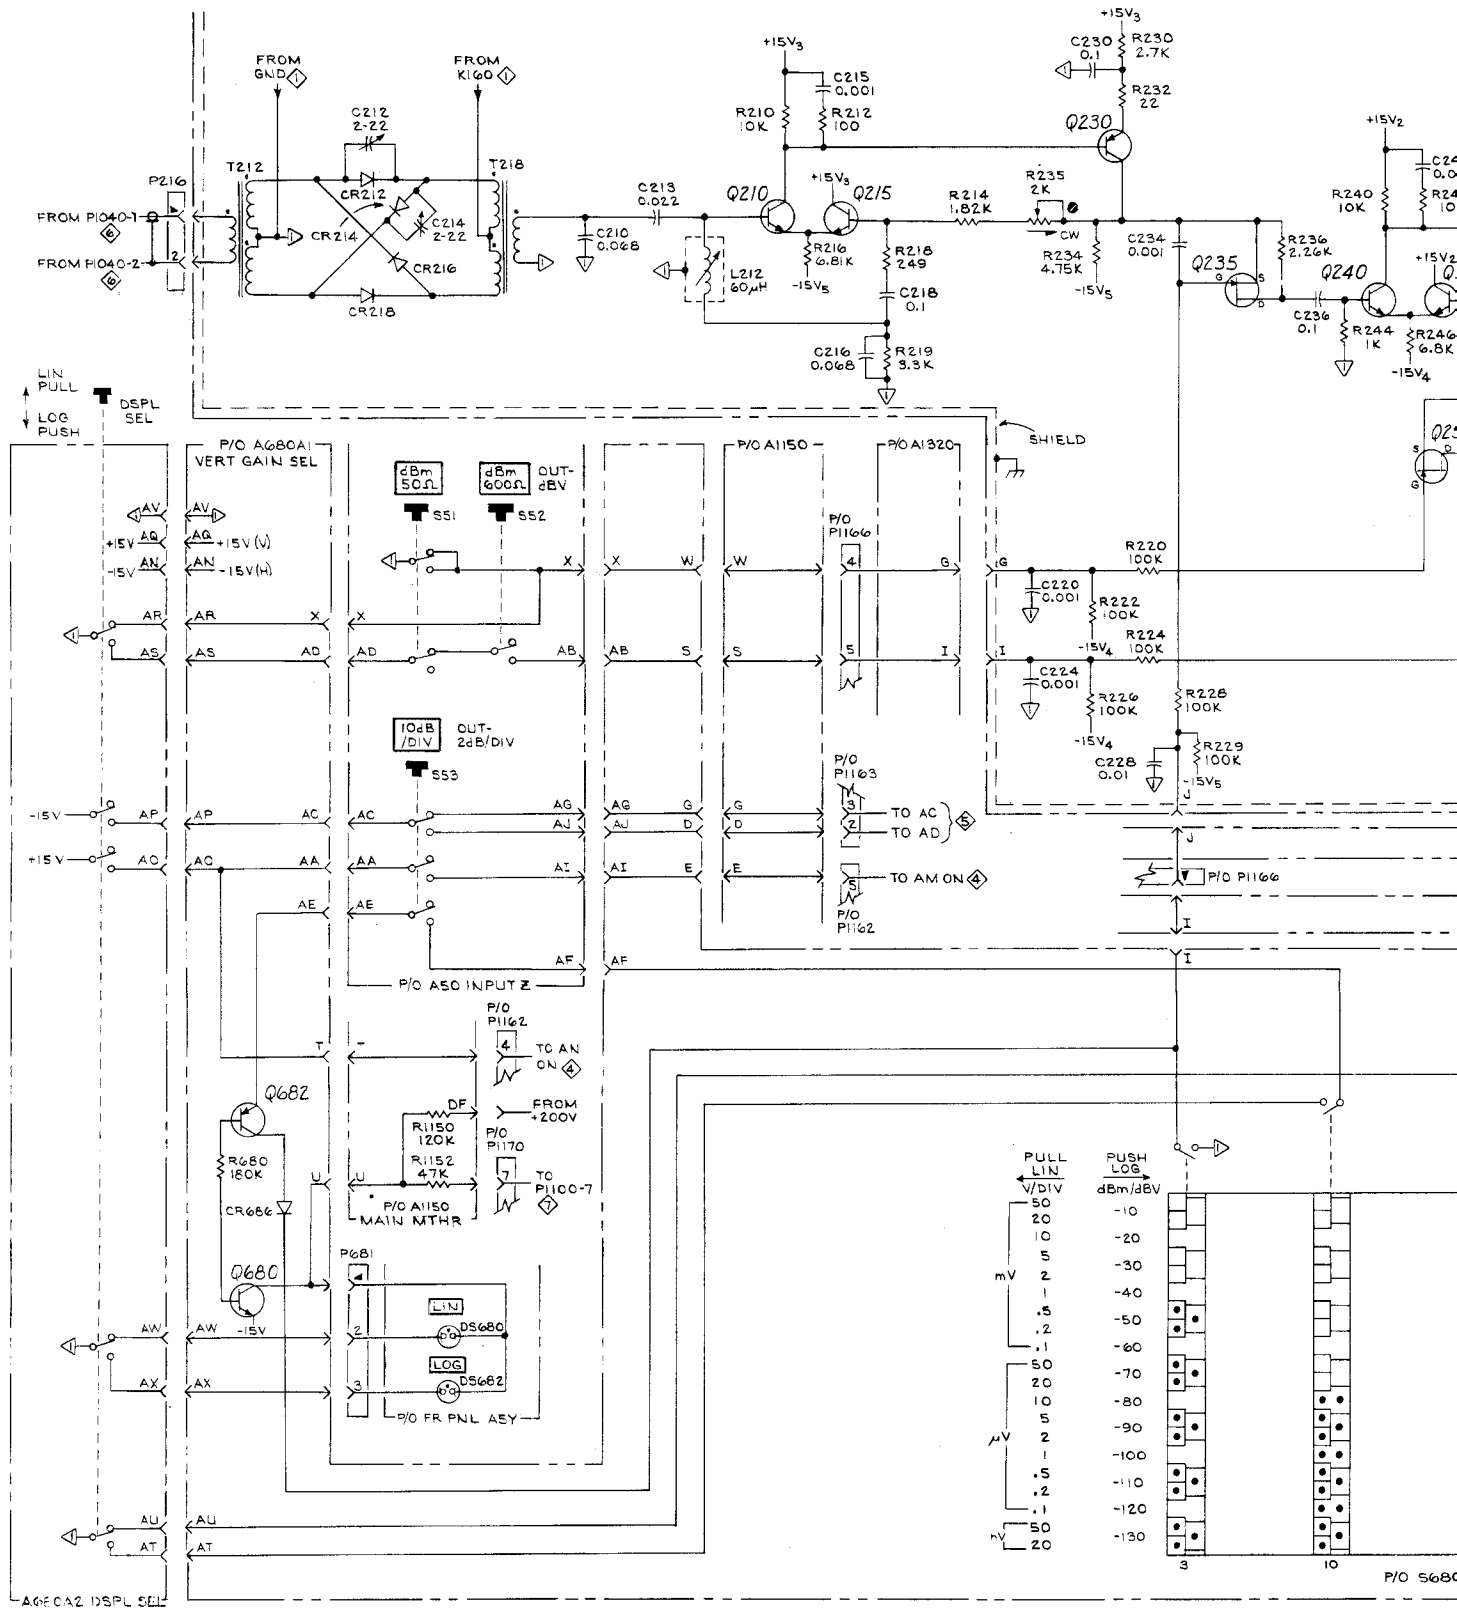 +15V3
C230
0.1
R230
2.7K
+15V3
FROM
GND 1
FROM
K160 1
C215
0.001
R232
22
C212
2-22
R210
10K
R212
100
Q230
+15V2
P216
T212
T218
C24
0.0
CR212
C213
0.022
Q210
+15V3
Q215
R235
2K
R240
10K
R24
10
FROM P1040-1
6
C214
2-22
R214
1.82K
CR214
C210
0.068
CW
C234
0.001
R236
2.26K
FROM P1040-2
2
6
CR216
L212
60μH
R216
6.81K
R218
249
R234
4.75K
Q235
G
S
D
Q240
+15V2
-15V5
C218
0.1
-15V5
C236
0.1
CR218
R244
1K
R246
6.8K
C216
0.068
R219
3.3K
-15V4
LIN
PULL
LOG
PUSH
DSPL
SEL
SHIELD
P/O A680A1
VERT GAIN SEL
P/O A1150
P/O A1320
Q25
S
D
G
dBm
50Ω
dBm
600Ω
OUT-
dBV
S51
S52
AV
AV
+15V
AQ
AQ
+15V(V)
-15V
AN
AN
-15V(H)
P/O
P1166
X
X
W
W
4
G
G
R220
100K
C220
0.001
R222
100K
AR
AR
X
X
-15V4
R224
100K
AS
AS
AD
AD
AB
AB
S
S
5
I
I
C224
0.001
R226
100K
R228
100K
10dB
/DIV
OUT-
2dB/DIV
-15V4
R229
100K
S53
P/O
P1163
C228
0.01
-15V5
J
-15V
AP
AP
AC
AC
AG
AG
G
G
3
TO AC
AJ
AJ
D
D
2
TO AD
5
J
+15V
AO
AA
AA
AI
AI
E
E
5
TO AM ON 4
P/O P1166
AE
AE
P/O
P1162
I
AF
AF
I
P/O A50 INPUT Z
P/O
P1162
T
T
4
TO AN
ON 4
Q682
DF
FROM
+200V
R1150
120K
P/O
P1170
R680
180K
R1152
47K
U
U
7
TO
P1100-7
7
CR686
P/O A1150
MAIN MTHR
PULL
LIN
V/DIV
PUSH
LOG
dBm/dBV
50
-10
20
10
-20
5
-30
mV
2
1
-40
.5
-50
.2
.1
-60
50
-70
20
10
-80
5
-90
μV
2
1
-100
.5
-110
.2
.1
-120
50
nV
-130
20
3
10
P/O S680
P681
Q680
LIN
-15V
AW
AW
2
DS680
LOG
AX
AX
3
DS682
P/O FR PNL ASY
AU
AU
AT
AT
A680A2 DSPL SEL